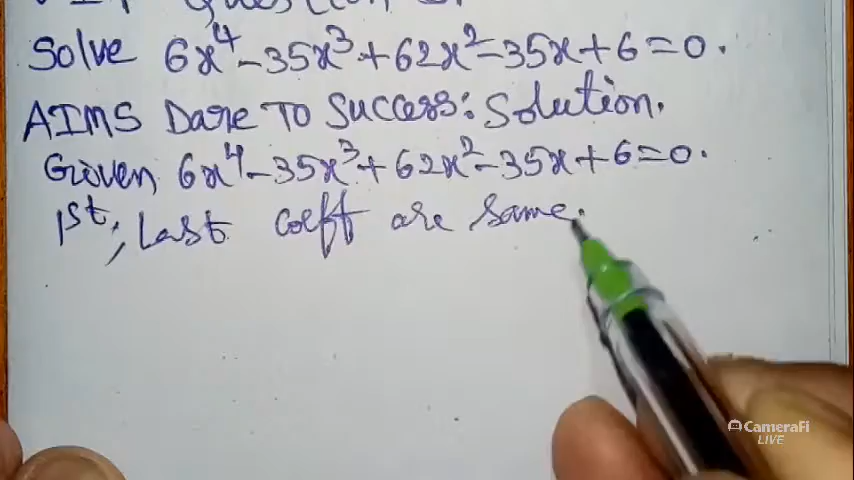 Solve 6x⁴-35x³+62x²-35x+6=0.
AIMS Dare To Success: Solution.
Given 6x⁴-35x³+62x²-35x+6=0.
1st, Last coeff are same.
CameraFi
LIVE